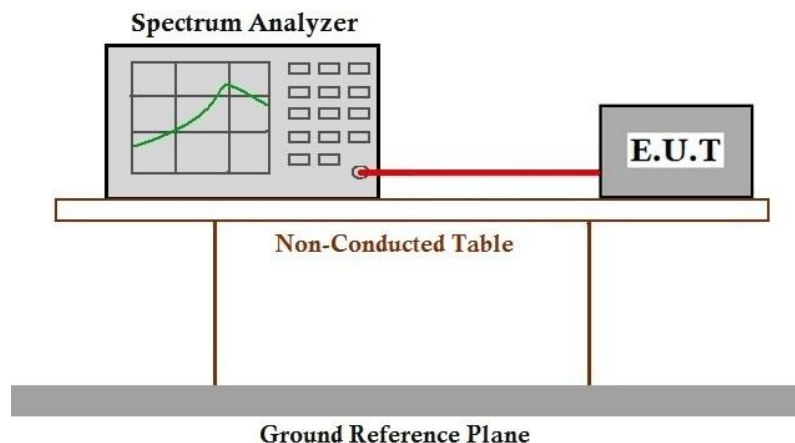 Spectrum Analyzer
E.U.T
Non-Conducted Table
Ground Reference Plane